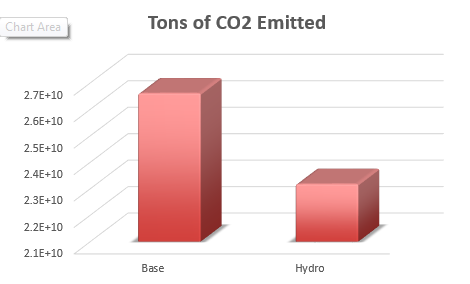 Tons of CO2 Emitted
Chart Area
2.7E+10
2.6E+10
2.5E+10
2.4E+10
2.3E+10
2.2E+10
2.1E+10
Base
Hydro